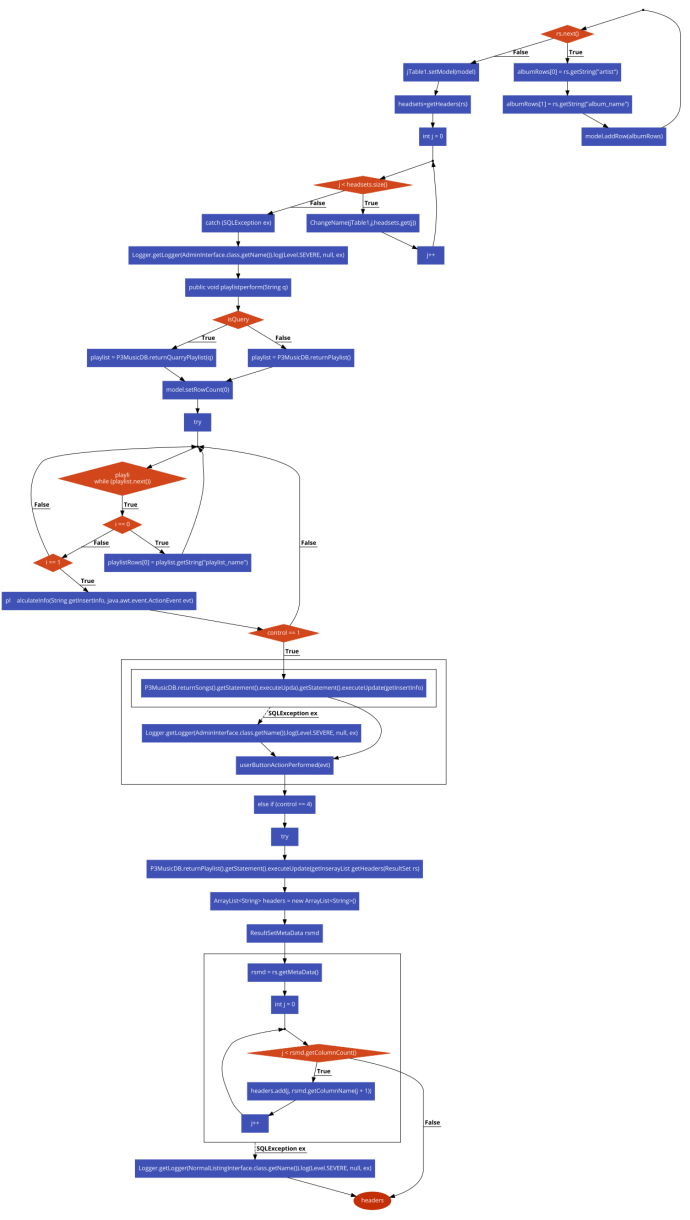 rs.next()
False
True
jTable1.setModel(model)
albumRows[0] = rs.getString("artist")
headsets=getHeaders(rs)
albumRows[1] = rs.getString("album_name")
int j = 0
model.addRow(albumRows)
j < headsets.size()
False
True
catch (SQLException ex)
ChangeName(jTable1,j,headsets.get(j))
Logger.getLogger(AdminInterface.class.getName()).log(Level.SEVERE, null, ex)
j++
public void playlistperform(String q)
isQuery
True
False
playlist = P3MusicDB.returnQuarryPlaylist(q)
playlist = P3MusicDB.returnPlaylist()
model.setRowCount(0)
try
playli
while (playlist.next())
False
True
i == 0
False
True
False
i == 1
playlistRows[0] = playlist.getString("playlist_name")
True
pl alculateInfo(String getInsertInfo, java.awt.event.ActionEvent evt)
control == 1
True
P3MusicDB.returnSongs().getStatement().executeUpda).getStatement().executeUpdate(getInsertInfo)
SQLException ex
Logger.getLogger(AdminInterface.class.getName()).log(Level.SEVERE, null, ex)
userButtonActionPerformed(evt)
else if (control == 4)
try
P3MusicDB.returnPlaylist().getStatement().executeUpdate(getInserayList getHeaders(ResultSet rs)
ArrayList<String> headers = new ArrayList<String>()
ResultSetMetaData rsmd
rsmd = rs.getMetaData()
int j = 0
j < rsmd.getColumnCount()
True
headers.add(j, rsmd.getColumnName(j + 1))
j++
False
SQLException ex
Logger.getLogger(NormalListingInterface.class.getName()).log(Level.SEVERE, null, ex)
headers